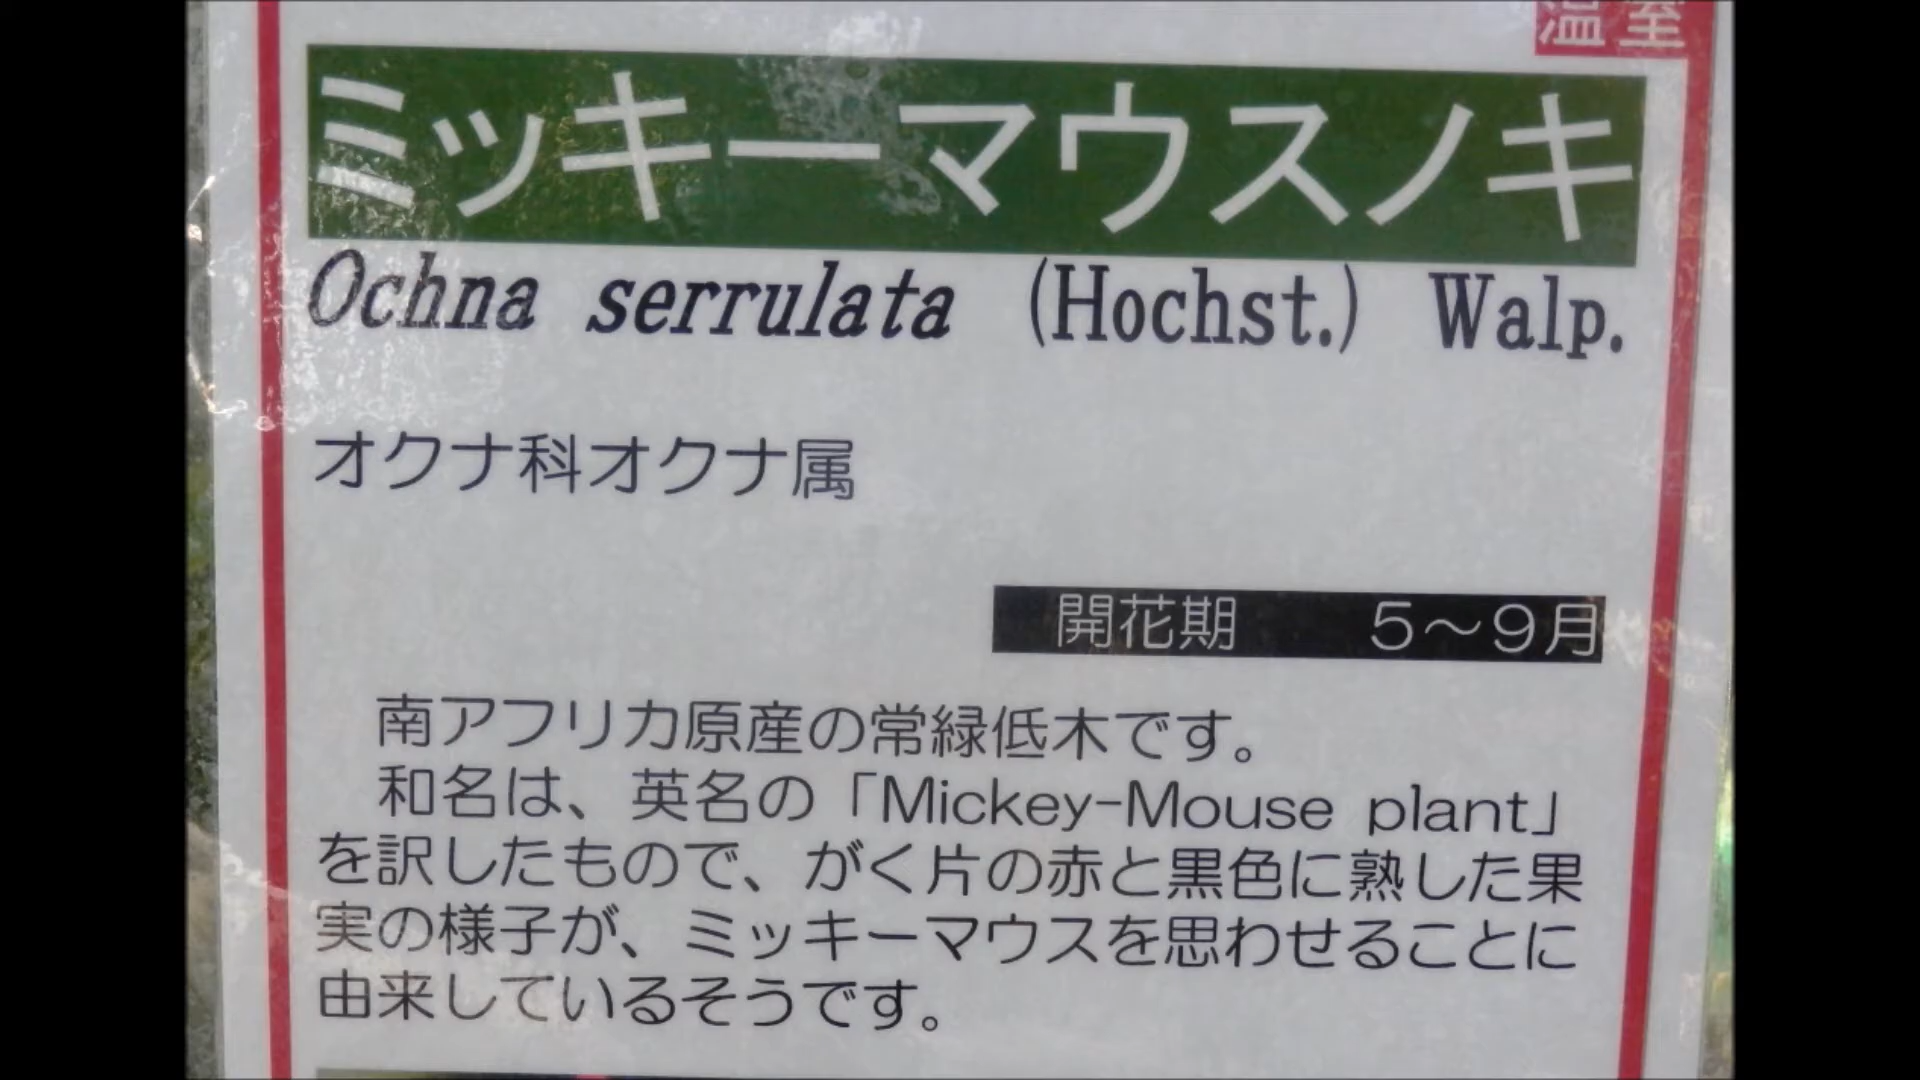 温室
ミッキーマウスノキ
Ochna serrulata (Hochst.) Walp.
オクナ科オクナ属
開花期 5～9月
南アフリカ原産の常緑低木です。
和名は、英名の「Mickey-Mouse plant」
を訳したもので、がく片の赤と黒色に熟した果
実の様子が、ミッキーマウスを思わせることに
由来しているそうです。